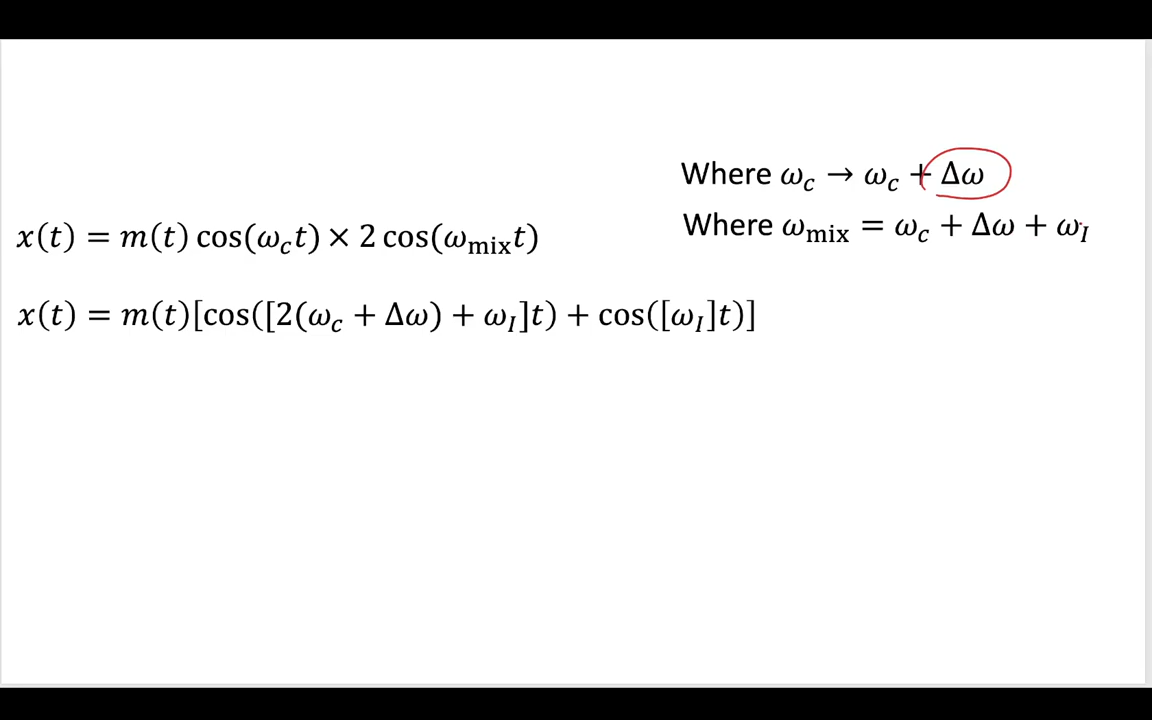 Where ω_c → ω_c + Δω
Where ω_mix = ω_c + Δω + ω_I
x(t) = m(t) cos(ω_c t) × 2 cos(ω_mix t)
x(t) = m(t)[cos([2(ω_c + Δω) + ω_I]t) + cos([ω_I]t)]